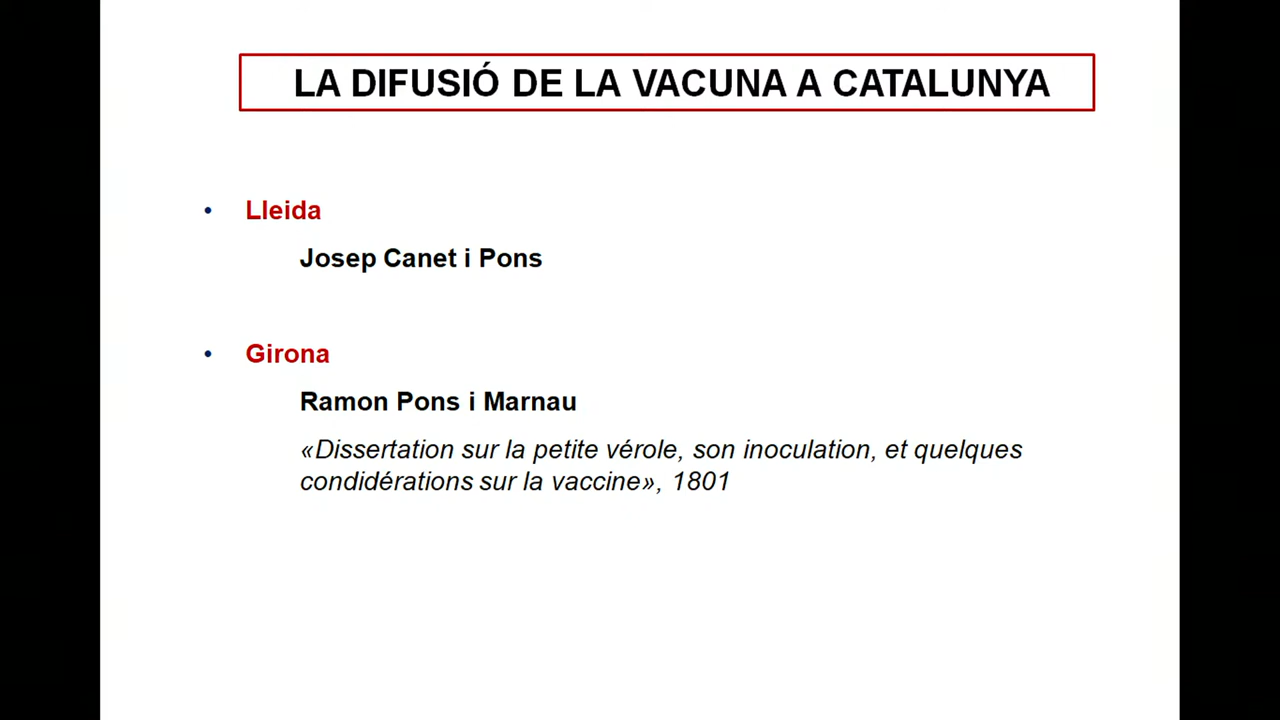 LA DIFUSIÓ DE LA VACUNA A CATALUNYA
• Lleida
Josep Canet i Pons
• Girona
Ramon Pons i Marnau
«Dissertation sur la petite vérole, son inoculation, et quelques
condidérations sur la vaccine», 1801